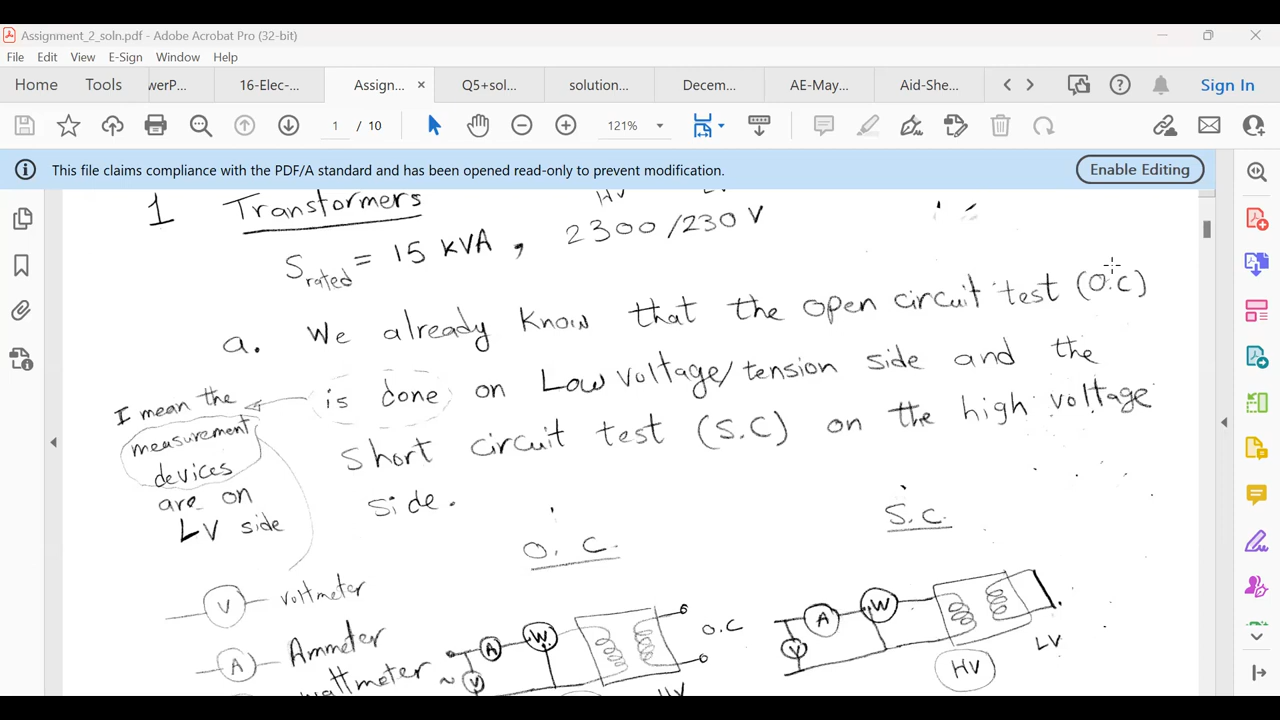 Assignment_2_soln.pdf - Adobe Acrobat Pro (32-bit)
File Edit View Window Help
Home Tools werP... 16-Elec-... Assign... × Q5+sol... solution... Decem... AE-May... Aid-She... Sign In
1 / 10 121%
This file claims compliance with the PDF/A standard and has been opened read-only to prevent modification. Enable Editing
HV
1 Transformers 2300/230 V
S rated = 15 KVA ,
a. We already know that the open circuit test (O.C)
is done on Low voltage/tension side and the
short circuit test (S.C) on the high voltage
side.
I mean the
measurement
devices
are on
LV side
O. C.
S.C.
V voltmeter
A Ammeter
wattmeter
A W V ~ O.C HV
A W V HV LV